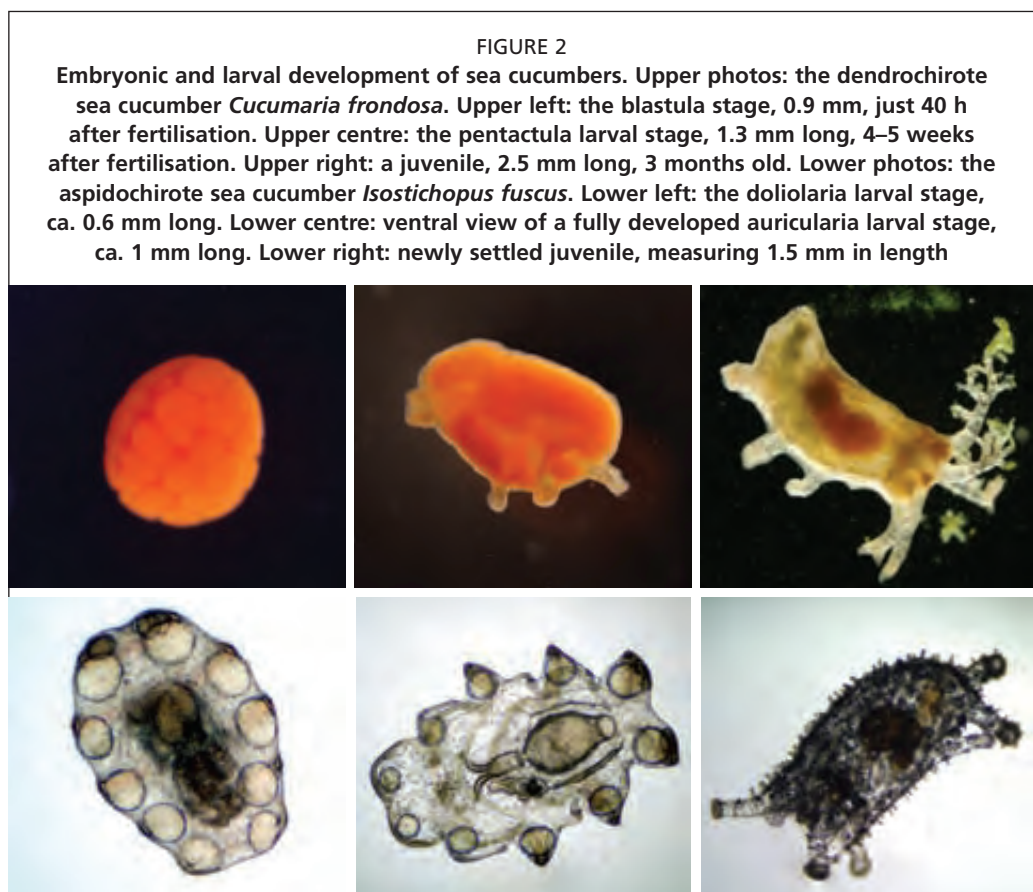 FIGURE 2
Embryonic and larval development of sea cucumbers. Upper photos: the dendrochirote
sea cucumber Cucumaria frondosa. Upper left: the blastula stage, 0.9 mm, just 40 h
after fertilisation. Upper centre: the pentactula larval stage, 1.3 mm long, 4–5 weeks
after fertilisation. Upper right: a juvenile, 2.5 mm long, 3 months old. Lower photos: the
aspidochirote sea cucumber Isostichopus fuscus. Lower left: the doliolaria larval stage,
ca. 0.6 mm long. Lower centre: ventral view of a fully developed auricularia larval stage,
ca. 1 mm long. Lower right: newly settled juvenile, measuring 1.5 mm in length